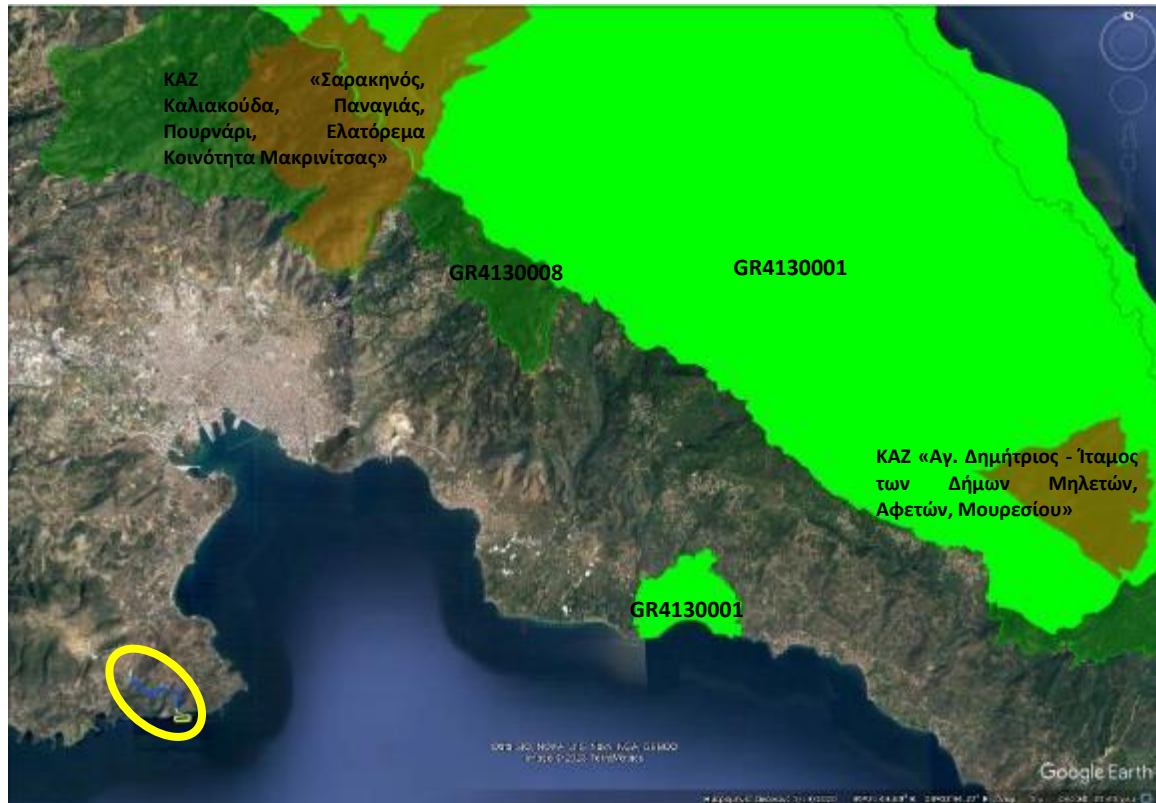 ΚΑΖ «Σαρακηνός,
Καλιακούδα, Παναγιάς,
Πουρνάρι, Ελατόρεμα
Κοινότητα Μακρινίτσας»
GR4130008
GR4130001
ΚΑΖ «Αγ. Δημήτριος - Ίταμος
των Δήμων Μηλετών,
Αφετών, Μουρεσίου»
GR4130001
Google Earth